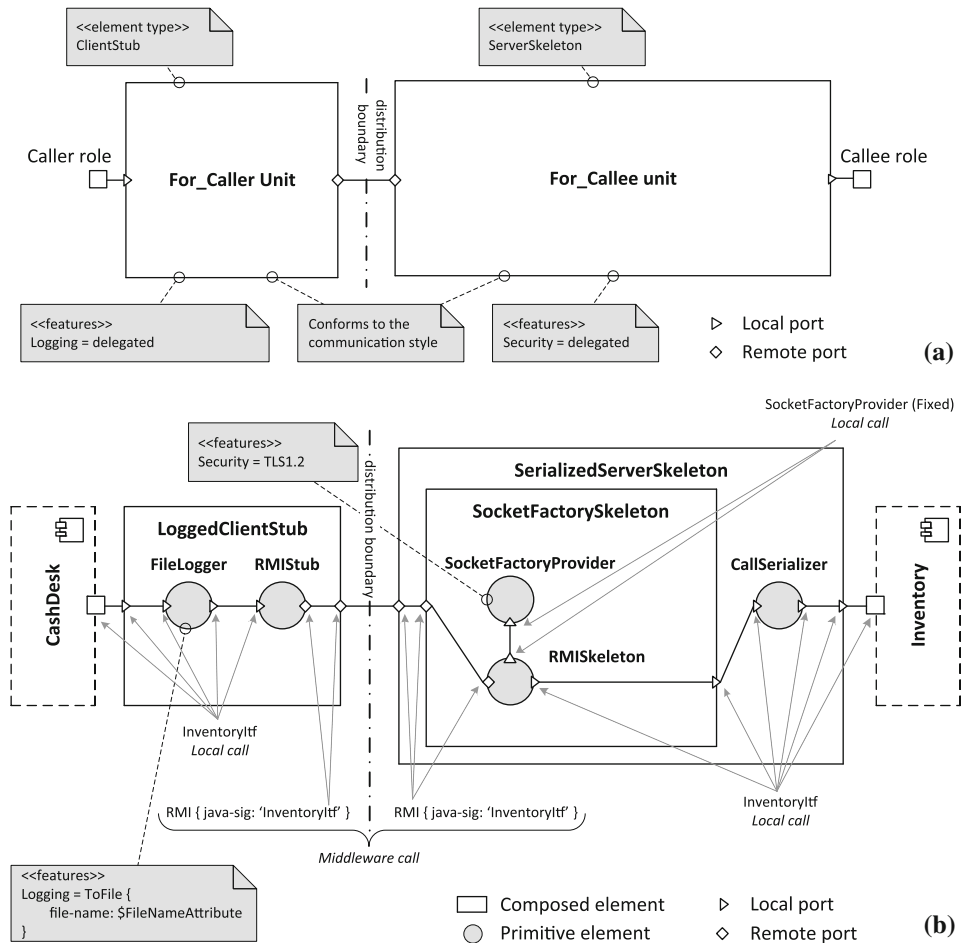 <<element type>>
ClientStub
<<element type>>
ServerSkeleton
distribution
boundary
Caller role
For_Caller Unit
For_Callee unit
Callee role
<<features>>
Logging = delegated
Conforms to the
communication style
<<features>>
Security = delegated
Local port
Remote port
(a)
SocketFactoryProvider (Fixed)
Local call
<<features>>
Security = TLS1.2
distribution boundary
SerializedServerSkeleton
SocketFactorySkeleton
LoggedClientStub
FileLogger
RMIStub
SocketFactoryProvider
CallSerializer
CashDesk
Inventory
RMISkeleton
InventoryItf
Local call
RMI { java-sig: ‘InventoryItf’ }
RMI { java-sig: ‘InventoryItf’ }
InventoryItf
Local call
Middleware call
<<features>>
Logging = ToFile {
file-name: $FileNameAttribute
}
Composed element
Local port
Primitive element
Remote port
(b)